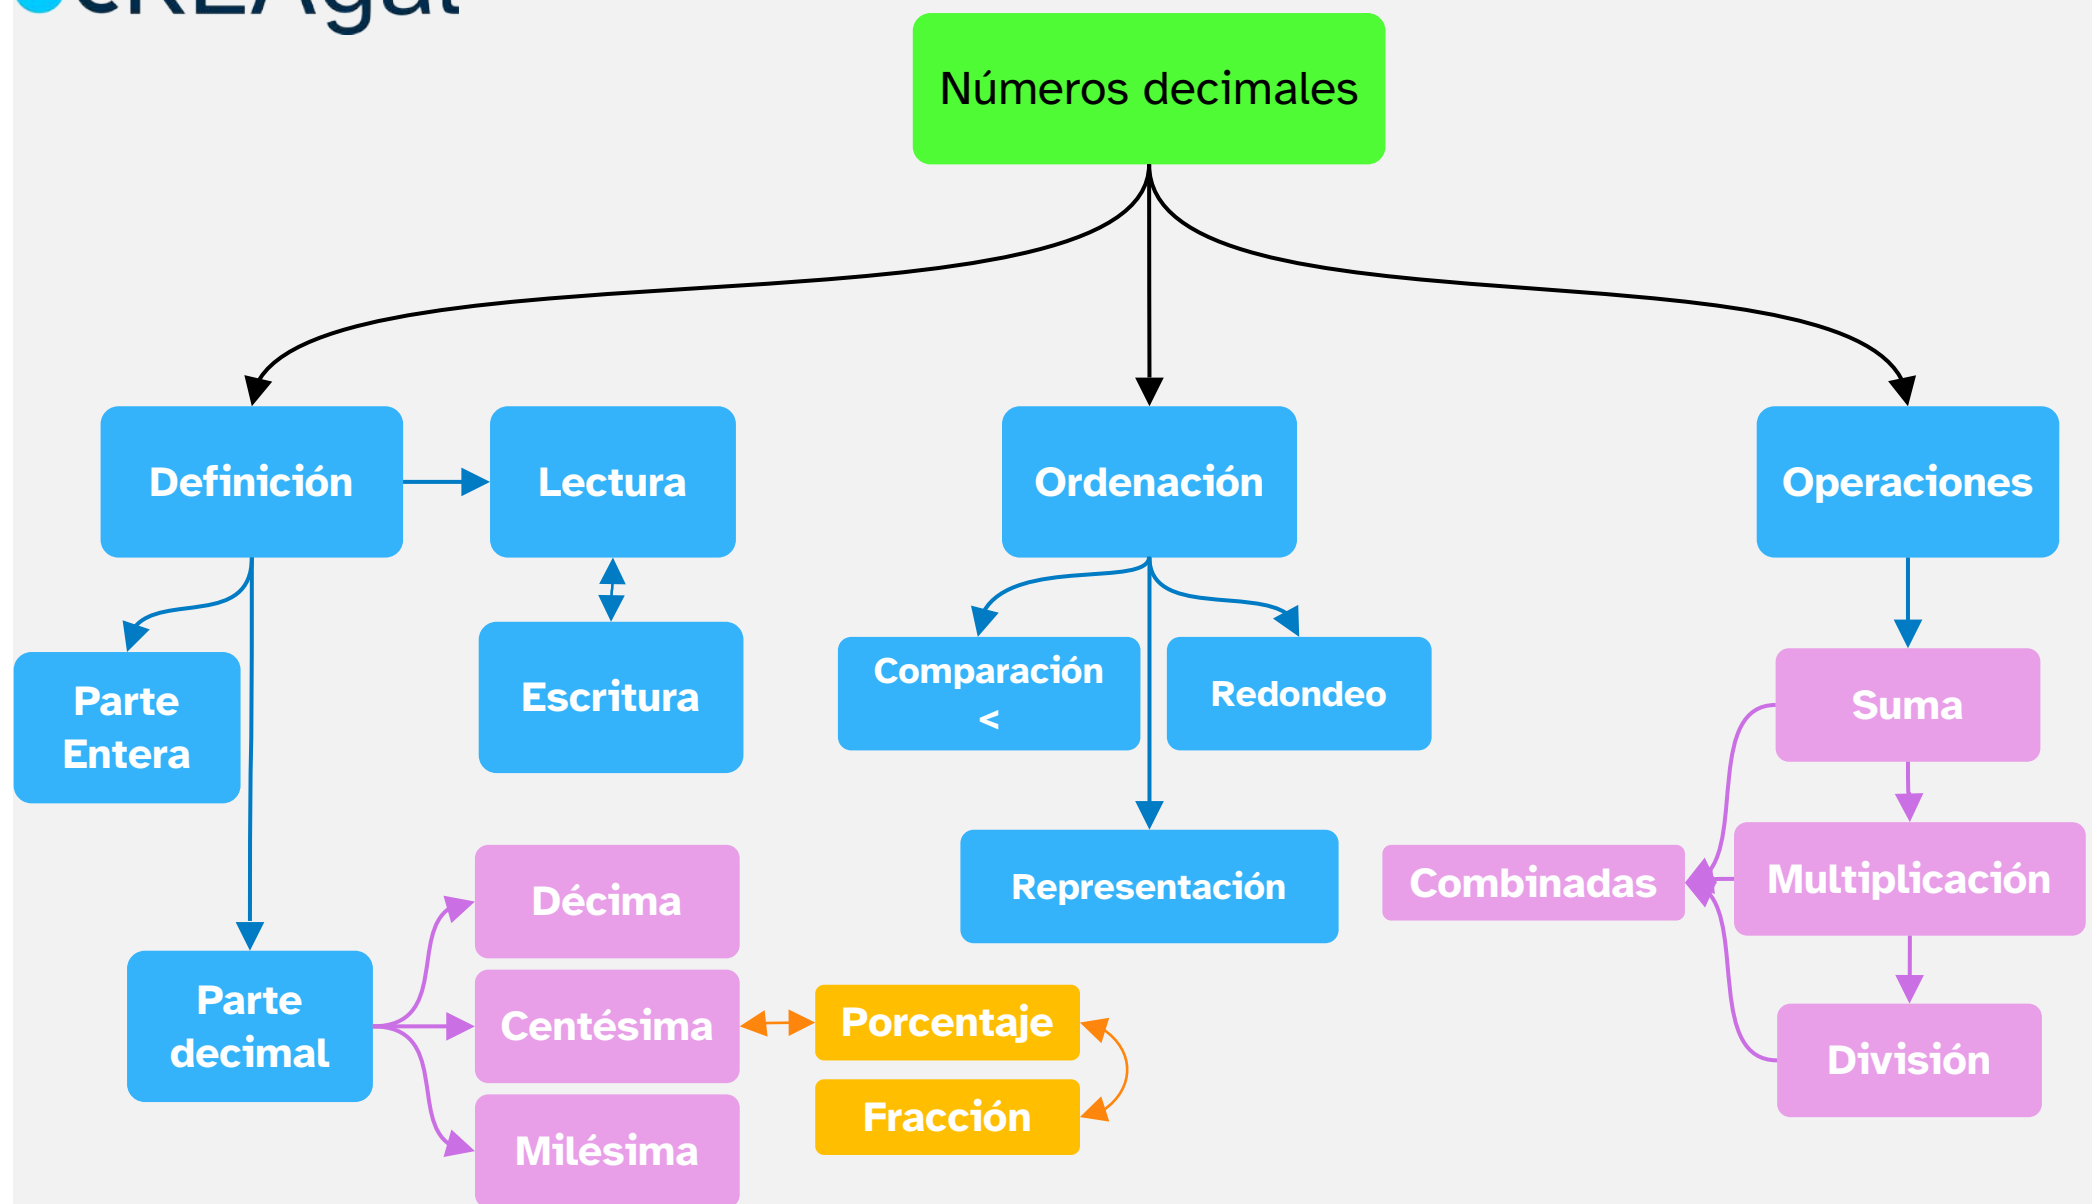 cREAgal
Números decimales
Definición
Lectura
Ordenación
Operaciones
Parte
Entera
Escritura
Comparación
<
Redondeo
Suma
Representación
Combinadas
Multiplicación
Décima
Parte
decimal
Centésima
Porcentaje
Fracción
División
Milésima